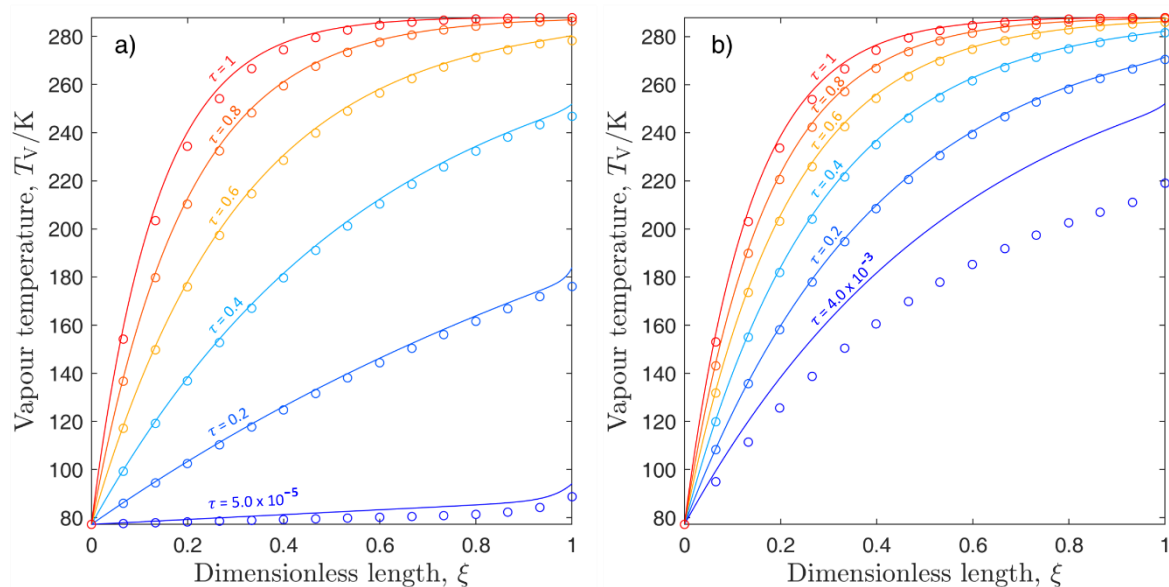 a)
Vapour temperature, T_V/K
280
260
240
220
200
180
160
140
120
100
80
τ = 1
τ = 0.8
τ = 0.6
τ = 0.4
τ = 0.2
τ = 5.0 x 10⁻⁵
0
0.2
0.4
0.6
0.8
1
Dimensionless length, ξ
b)
Vapour temperature, T_V/K
280
260
240
220
200
180
160
140
120
100
80
τ = 1
τ = 0.8
τ = 0.6
τ = 0.4
τ = 0.2
τ = 4.0 x 10⁻³
0
0.2
0.4
0.6
0.8
1
Dimensionless length, ξ